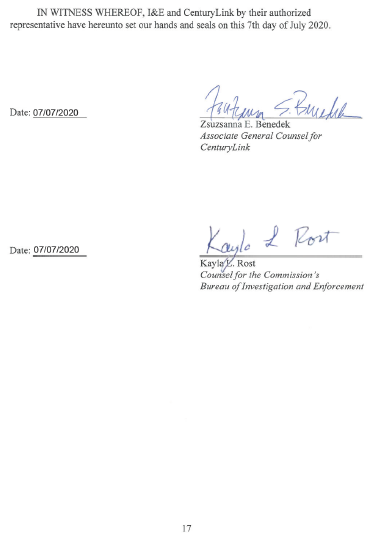 IN WITNESS WHEREOF, I&E and CenturyLink by their authorized
representative have hereunto set our hands and seals on this 7th day of July 2020.
Date: 07/07/2020
Zsuzsanna E. Benedek
Associate General Counsel for
CenturyLink
Kayla L Rost
Date: 07/07/2020
Kayla L. Rost
Counsel for the Commission's
Bureau of Investigation and Enforcement
17